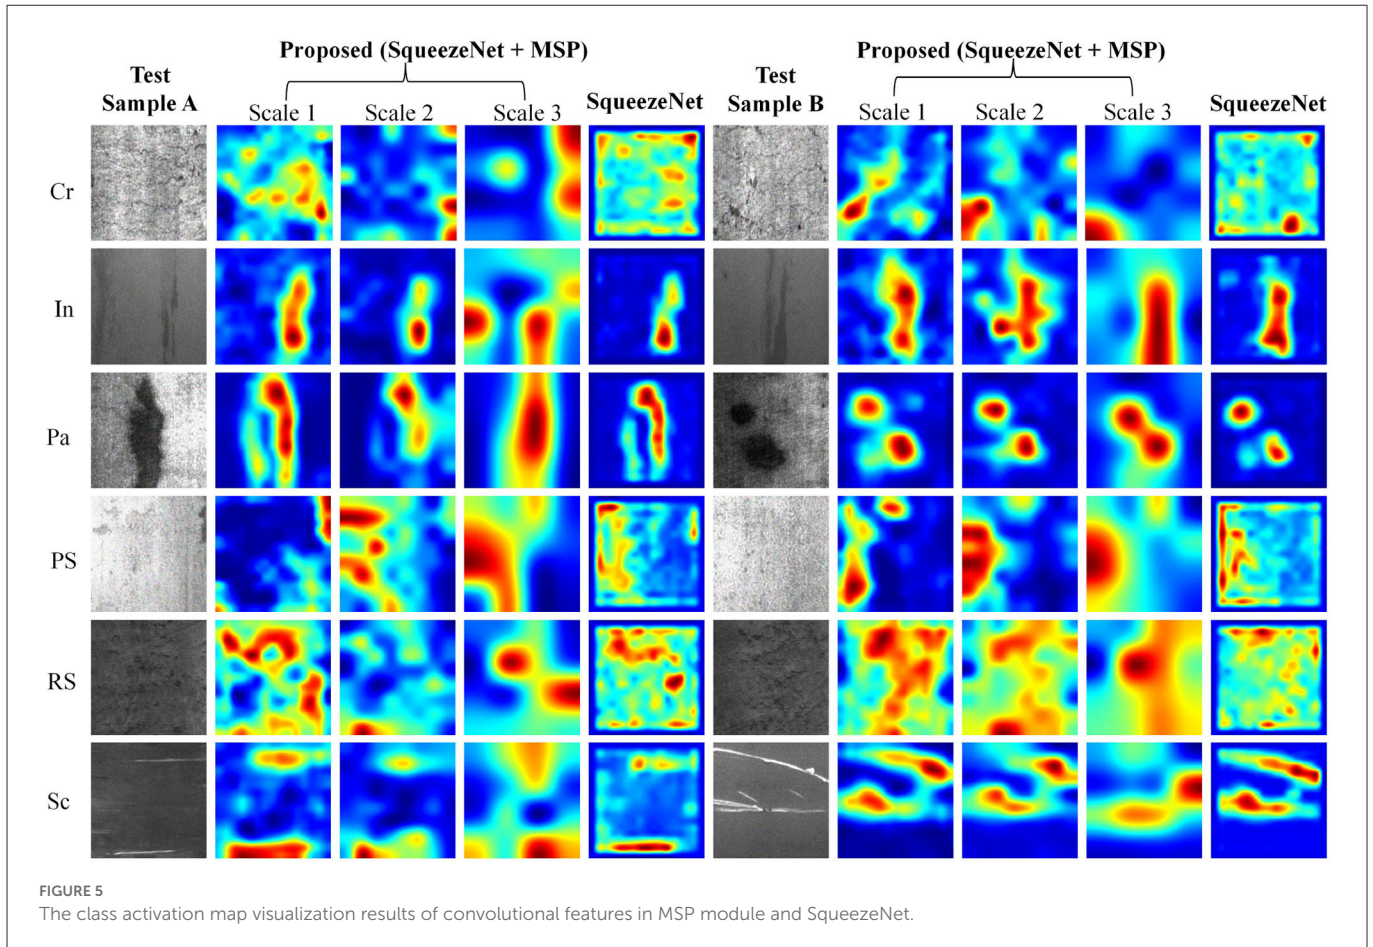 Proposed (SqueezeNet + MSP)
Proposed (SqueezeNet + MSP)
Test
Sample A
Scale 1
Scale 2
Scale 3
SqueezeNet
Test
Sample B
Scale 1
Scale 2
Scale 3
SqueezeNet
Cr
In
Pa
PS
RS
Sc
FIGURE 5
The class activation map visualization results of convolutional features in MSP module and SqueezeNet.